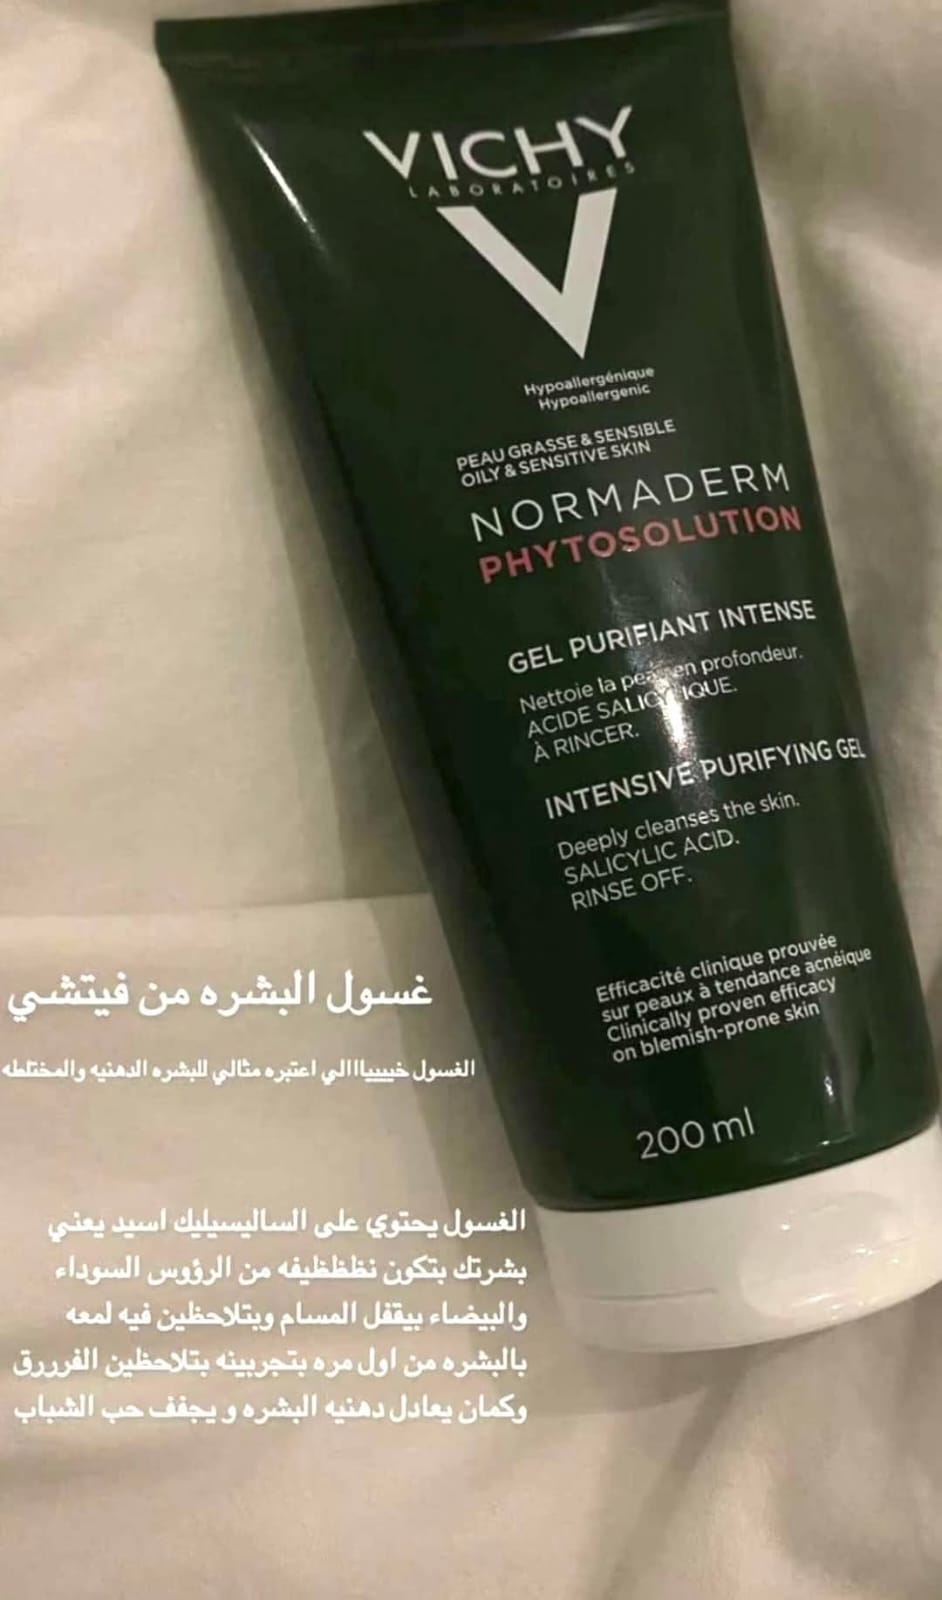 VICHY
LABORATOIRES
V
Hypoallergénique
Hypoallergenic
PEAU GRASSE & SENSIBLE
OILY & SENSITIVE SKIN
NORMADERM
PHYTOSOLUTION
GEL PURIFIANT INTENSE
Nettoie la peau en profondeur.
ACIDE SALICYLIQUE.
À RINCER.
INTENSIVE PURIFYING GEL
Deeply cleanses the skin.
SALICYLIC ACID.
RINSE OFF.
Efficacité clinique prouvée
sur peaux à tendance acnéique
Clinically proven efficacy
on blemish-prone skin
200 ml
غسول البشره من فيتشي
الغسول خييييااالي اعتبره مثالي للبشره الدهنيه والمختلطه
الغسول يحتوي على الساليسيليك اسيد يعني
بشرتك بتكون نظظظيفه من الرؤوس السوداء
والبيضاء بيقفل المسام وبتلاحظين فيه لمعه
بالبشره من اول مره بتجربينه بتلاحظين الفرررق
وكمان يعادل دهنيه البشره و يجفف حب الشباب